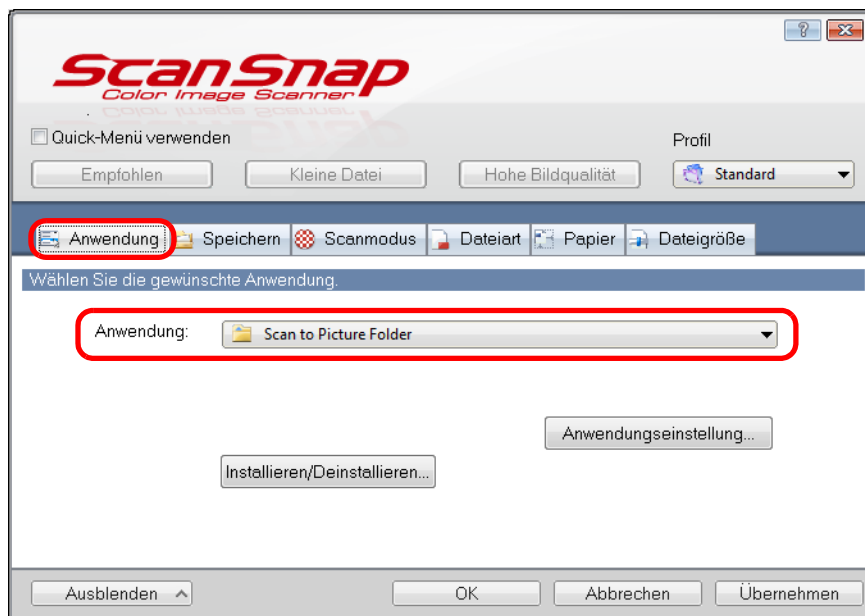 ScanSnap
Color Image Scanner
Quick-Menü verwenden
Profil
Empfohlen Kleine Datei Hohe Bildqualität Standard
Anwendung Speichern Scanmodus Dateiart Papier Dateigröße
Wählen Sie die gewünschte Anwendung.
Anwendung: Scan to Picture Folder
Anwendungseinstellung...
Installieren/Deinstallieren...
Ausblenden OK Abbrechen Übernehmen